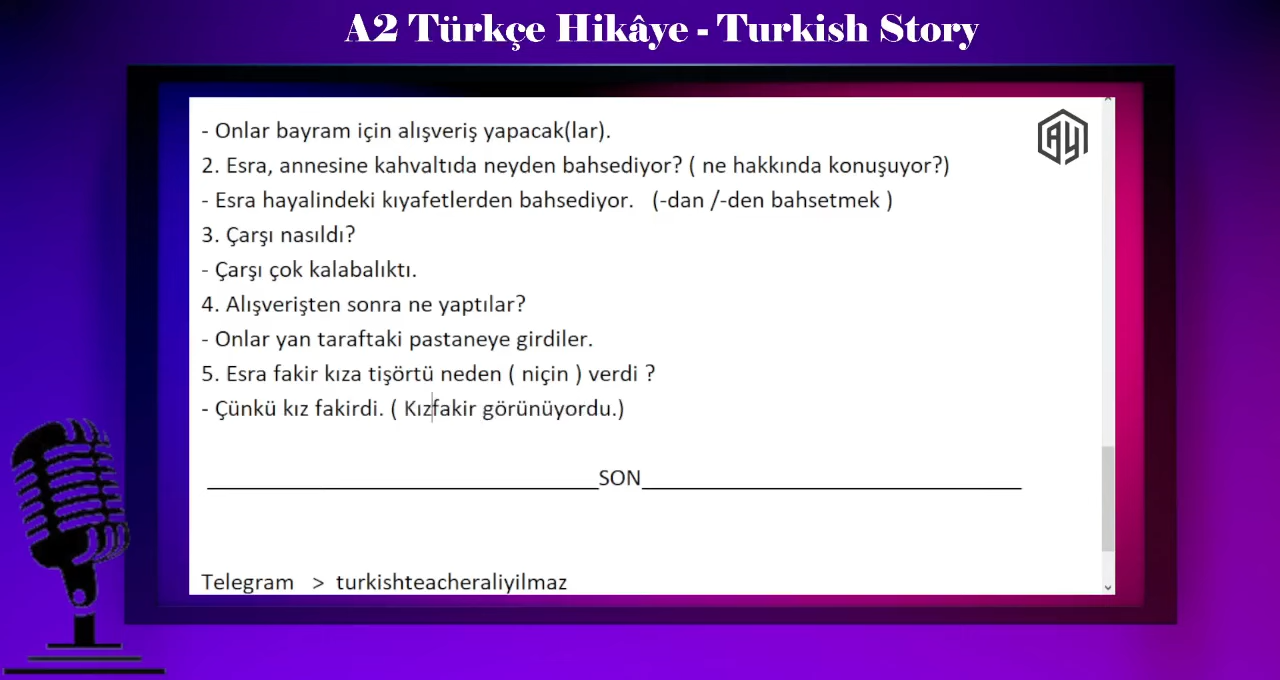 A2 Türkçe Hikâye - Turkish Story
AY
- Onlar bayram için alışveriş yapacak(lar).
2. Esra, annesine kahvaltıda neyden bahsediyor? ( ne hakkında konuşuyor?)
- Esra hayalindeki kıyafetlerden bahsediyor. (-dan /-den bahsetmek )
3. Çarşı nasıldı?
- Çarşı çok kalabalıktı.
4. Alışverişten sonra ne yaptılar?
- Onlar yan taraftaki pastaneye girdiler.
5. Esra fakir kıza tişörtü neden ( niçin ) verdi ?
- Çünkü kız fakirdi. ( Kızfakir görünüyordu.)
SON
Telegram > turkishteacheraliyilmaz